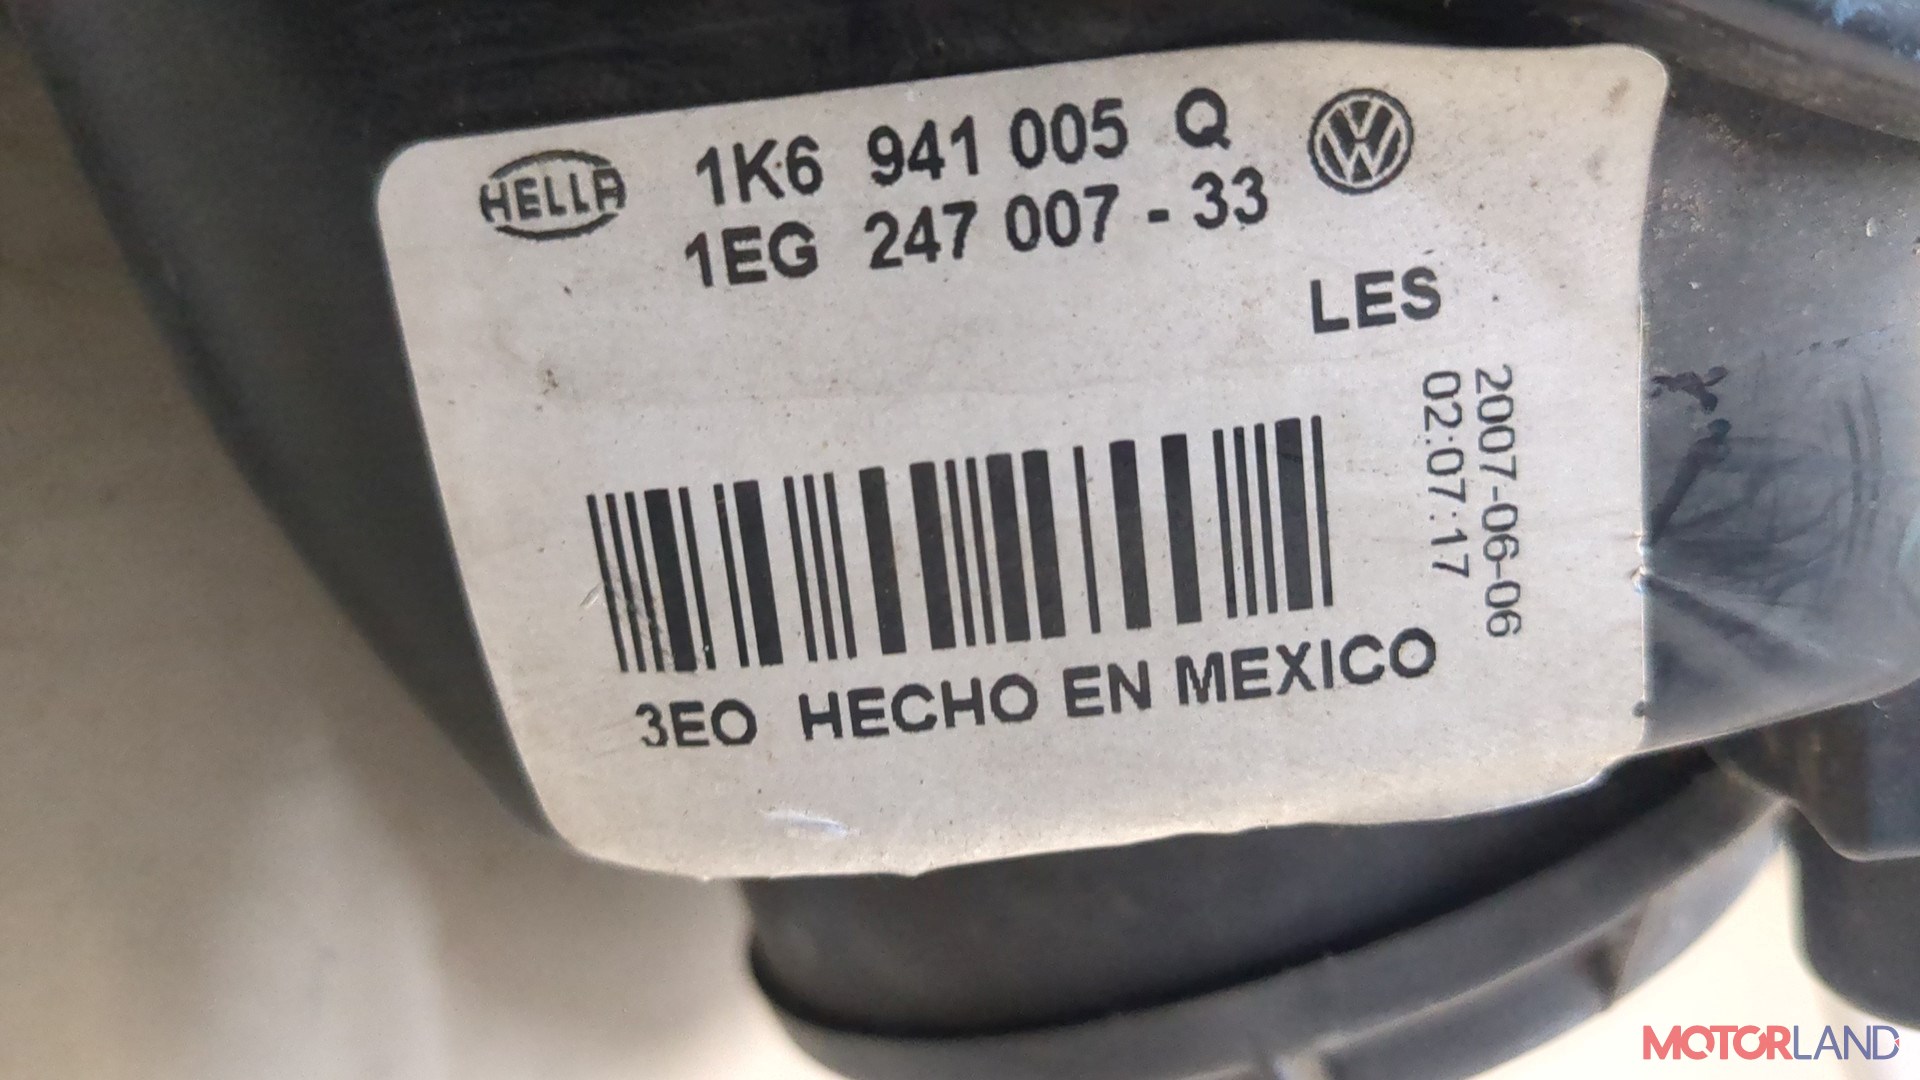 HELLA 1K6 941 005 Q
1EG 247 007 - 33
LES
2007-06-06
02:07:17
3EO HECHO EN MEXICO
MOTORLAND